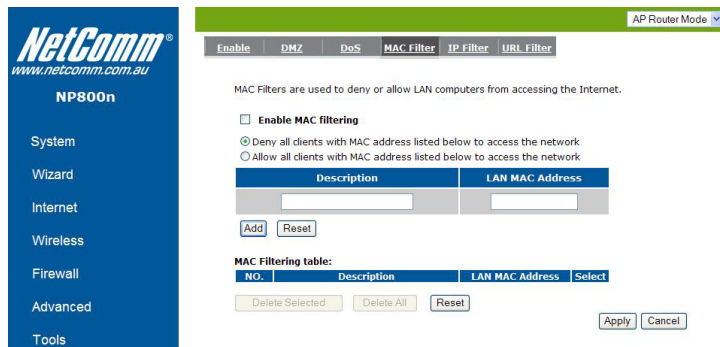 AP Router Mode
NetComm®
www.netcomm.com.au
NP800n
System
Wizard
Internet
Wireless
Firewall
Advanced
Tools
Enable DMZ DoS MAC Filter IP Filter URL Filter
MAC Filters are used to deny or allow LAN computers from accessing the Internet.
Enable MAC filtering
Deny all clients with MAC address listed below to access the network
Allow all clients with MAC address listed below to access the network
Description LAN MAC Address
Add Reset
MAC Filtering table:
NO. Description LAN MAC Address Select
Delete Selected Delete All Reset
Apply Cancel